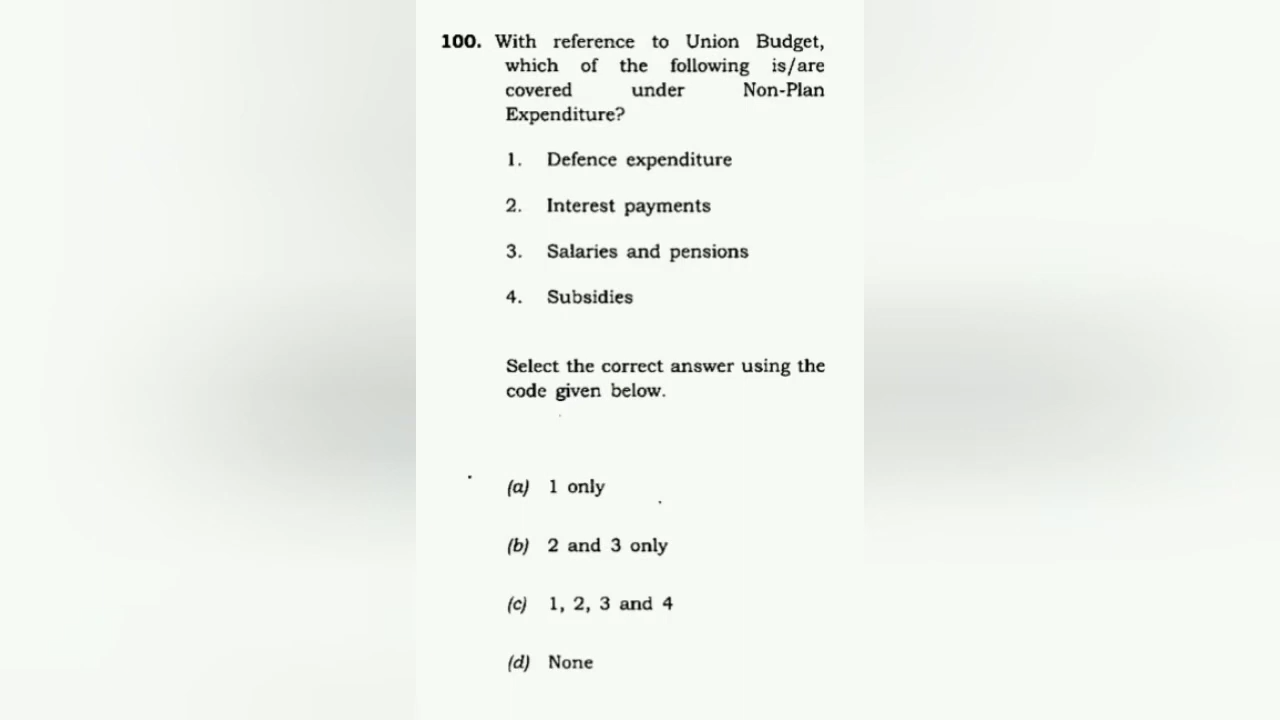 100. With reference to Union Budget,
which of the following is/are
covered under Non-Plan
Expenditure?
1. Defence expenditure
2. Interest payments
3. Salaries and pensions
4. Subsidies
Select the correct answer using the
code given below.
(a) 1 only
(b) 2 and 3 only
(c) 1, 2, 3 and 4
(d) None